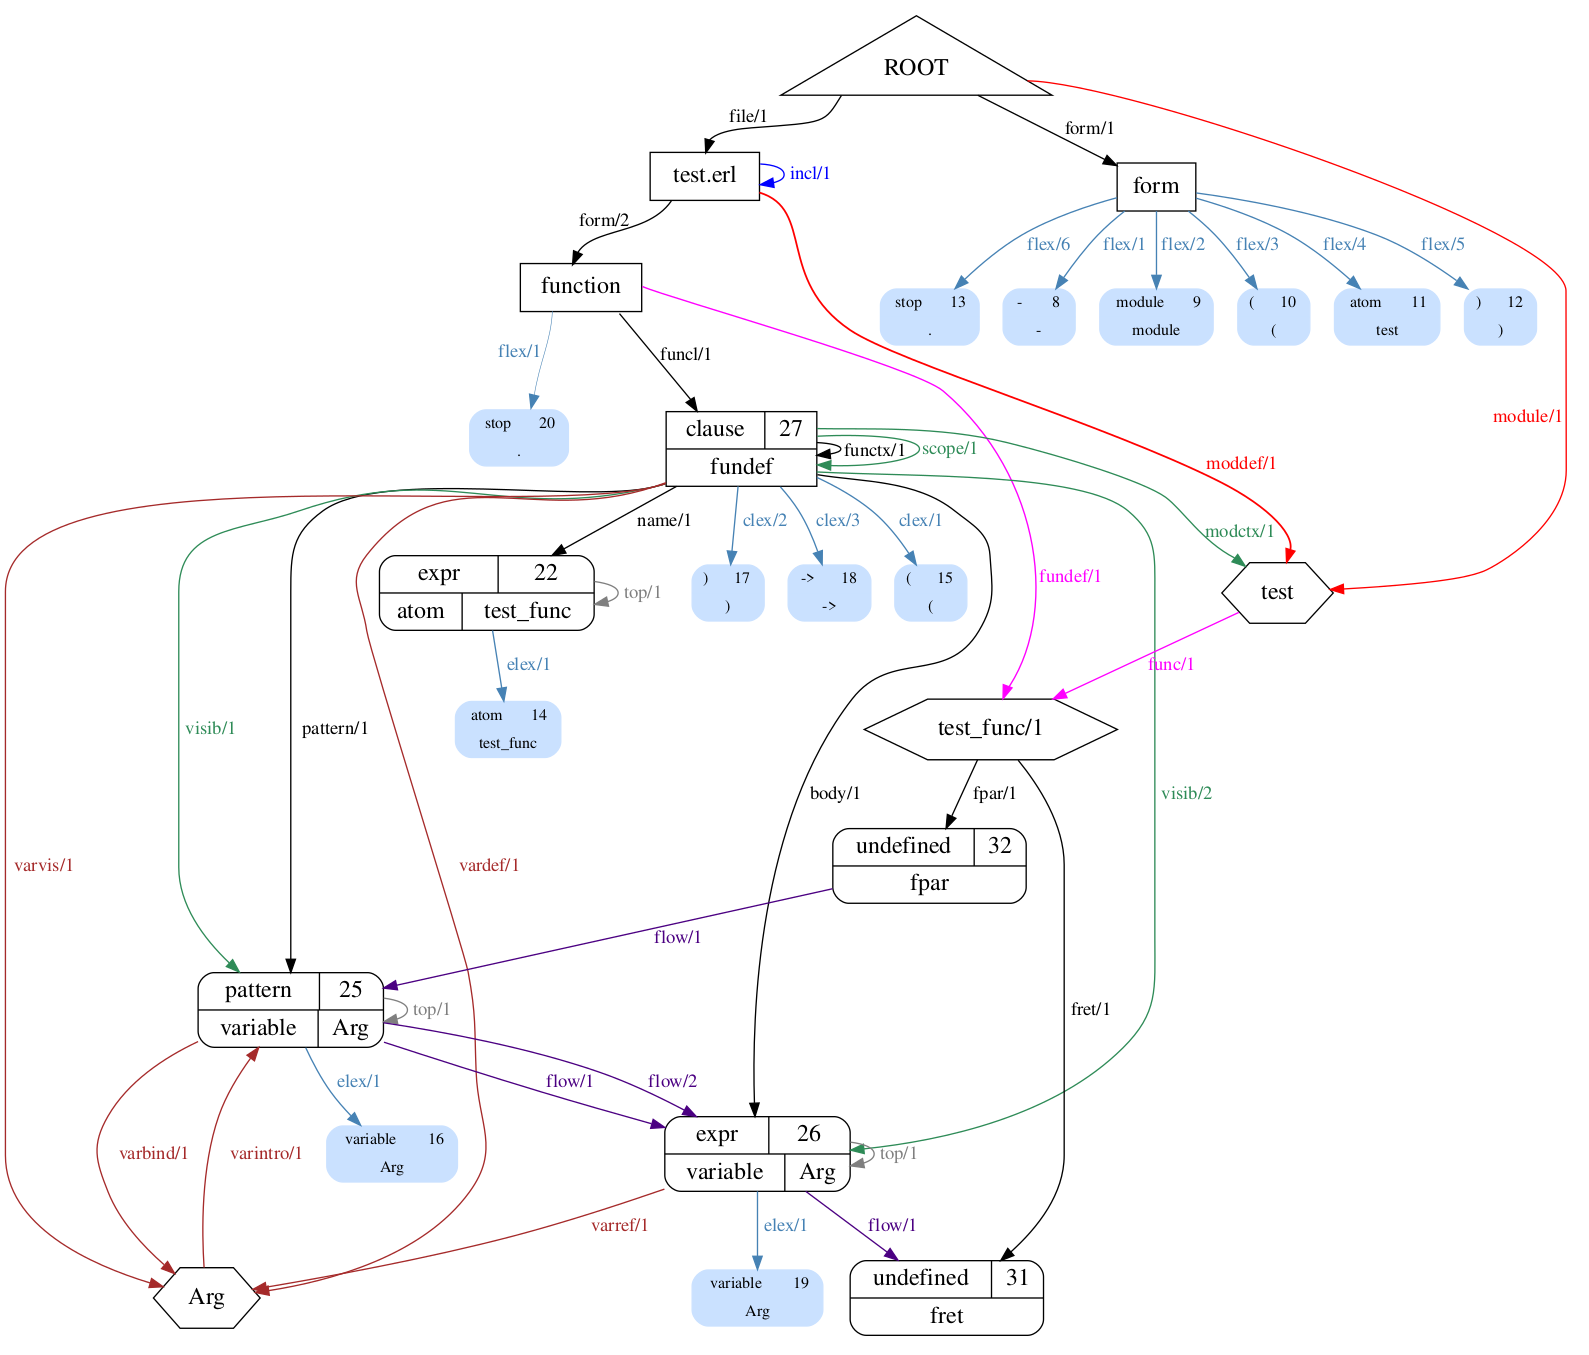 ROOT
file/1
form/1
test.erl
incl/1
form
form/2
flex/6
flex/1
flex/2
flex/3
flex/4
flex/5
function
stop 13
.
- 8
-
module 9
module
( 10
(
atom 11
test
) 12
)
flex/1
funcl/1
module/1
stop 20
.
clause 27
fundef
functx/1
scope/1
moddef/1
name/1
clex/2
clex/3
clex/1
modctx/1
expr 22
atom test_func
top/1
) 17
)
-> 18
->
( 15
(
fundef/1
test
elex/1
func/1
atom 14
test_func
visib/1
pattern/1
test_func/1
body/1
fpar/1
visib/2
varvis/1
vardef/1
undefined 32
fpar
flow/1
pattern 25
variable Arg
top/1
fret/1
elex/1
flow/1
flow/2
variable 16
Arg
varbind/1
varintro/1
expr 26
variable Arg
top/1
varref/1
elex/1
flow/1
Arg
variable 19
Arg
undefined 31
fret